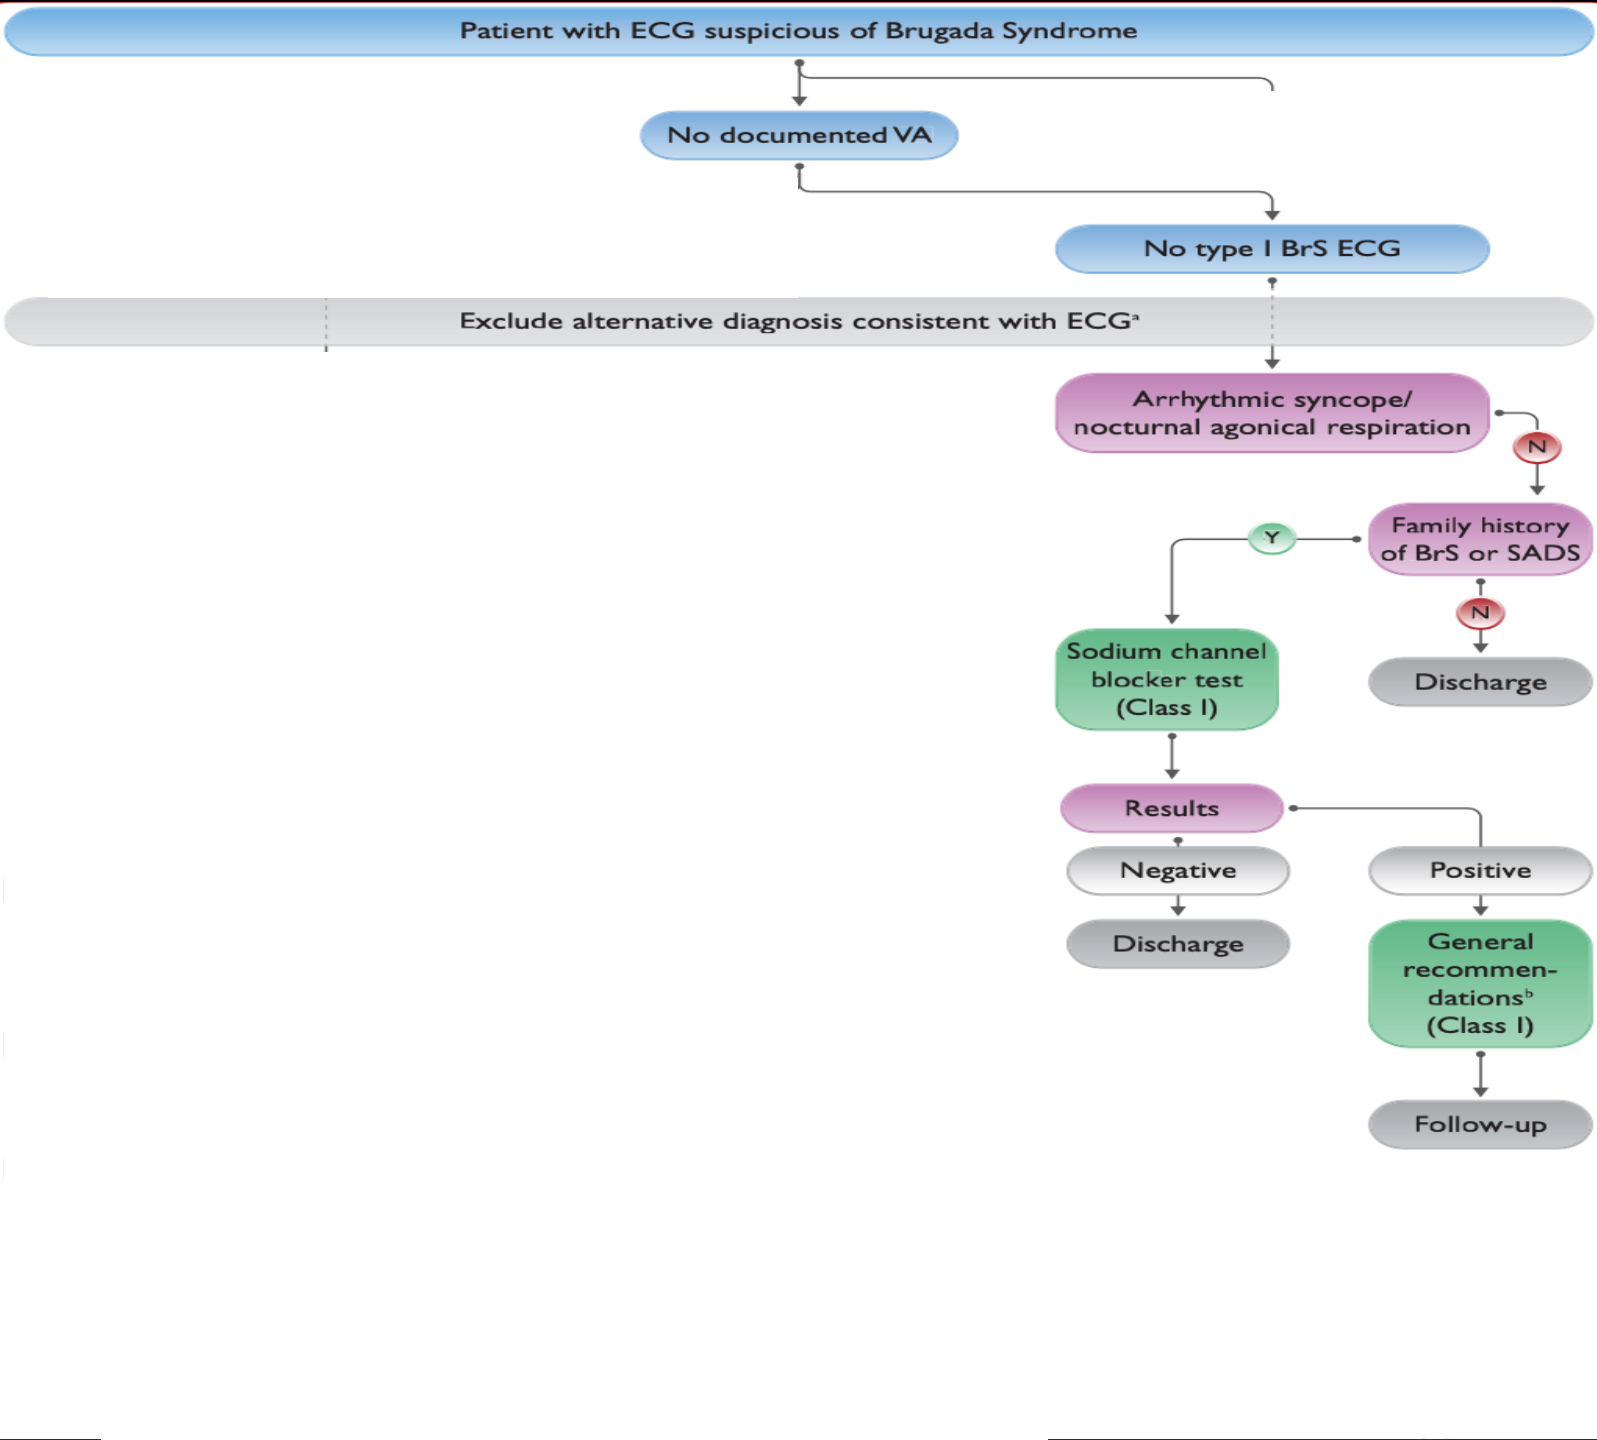 Patient with ECG suspicious of Brugada Syndrome
No documented VA
No type 1 BrS ECG
Exclude alternative diagnosis consistent with ECGᵃ
Arrhythmic syncope/
nocturnal agonical respiration
N
Family history
of BrS or SADS
Y
N
Sodium channel
blocker test
(Class I)
Discharge
Results
Negative
Positive
Discharge
General
recommen-
dationsᵇ
(Class I)
Follow-up